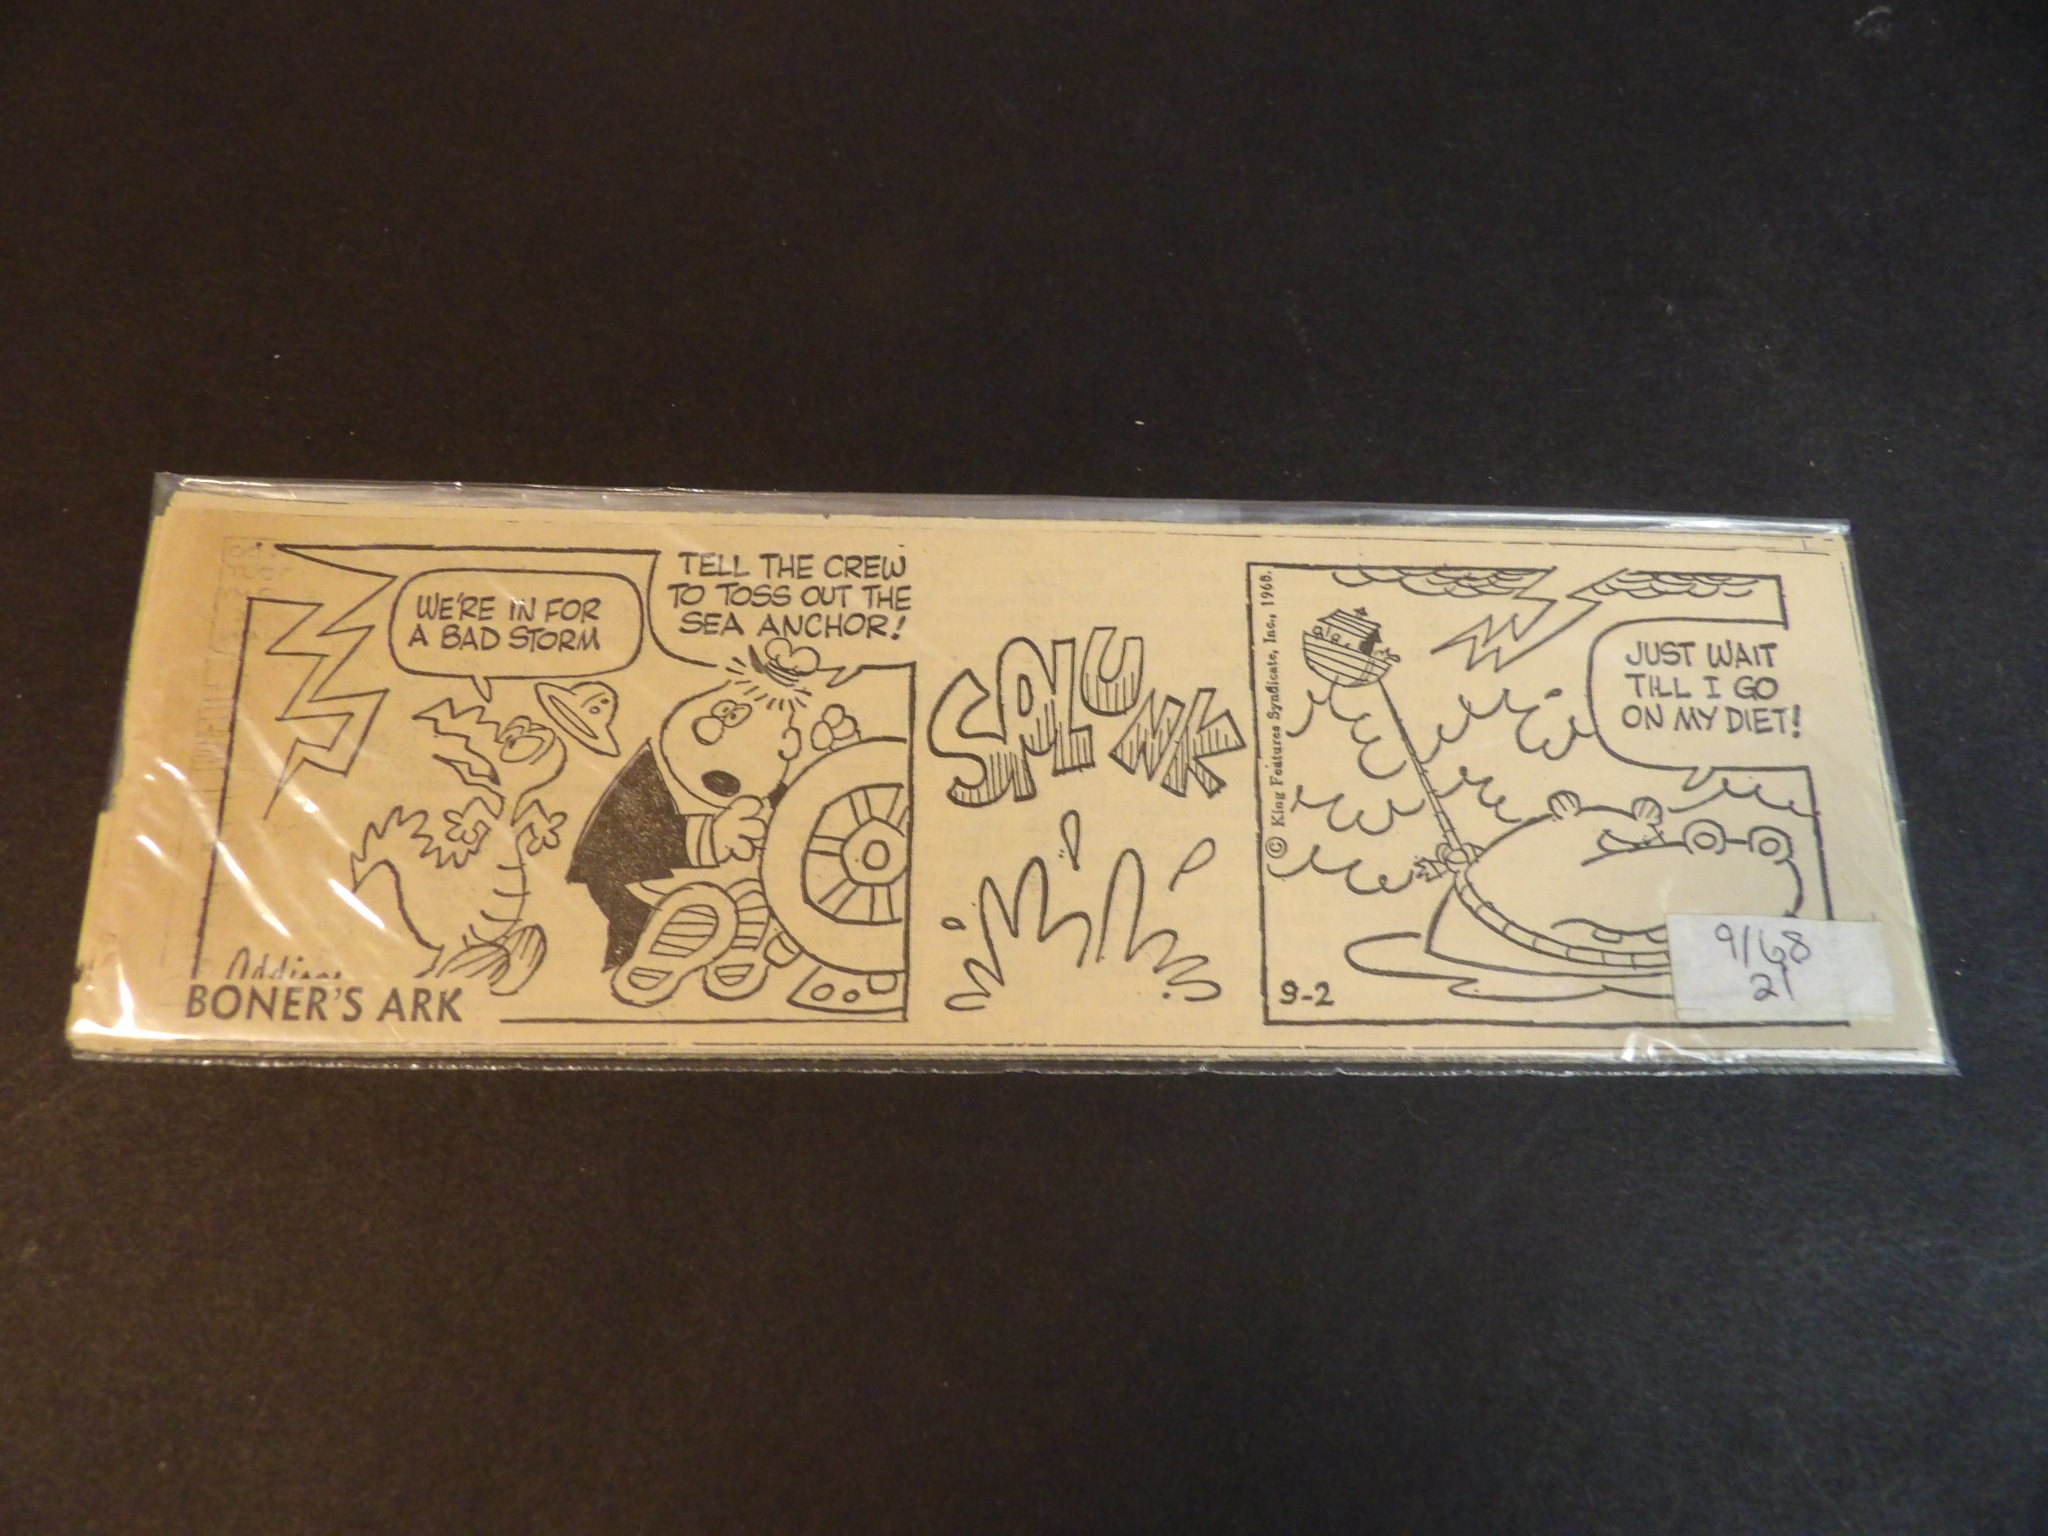 WE'RE IN FOR
A BAD STORM
TELL THE CREW
TO TOSS OUT THE
SEA ANCHOR!
Addison
BONER'S ARK
SPLUNK
© King Features Syndicate, Inc., 1968.
JUST WAIT
TILL I GO
ON MY DIET!
9-2
9/68
21